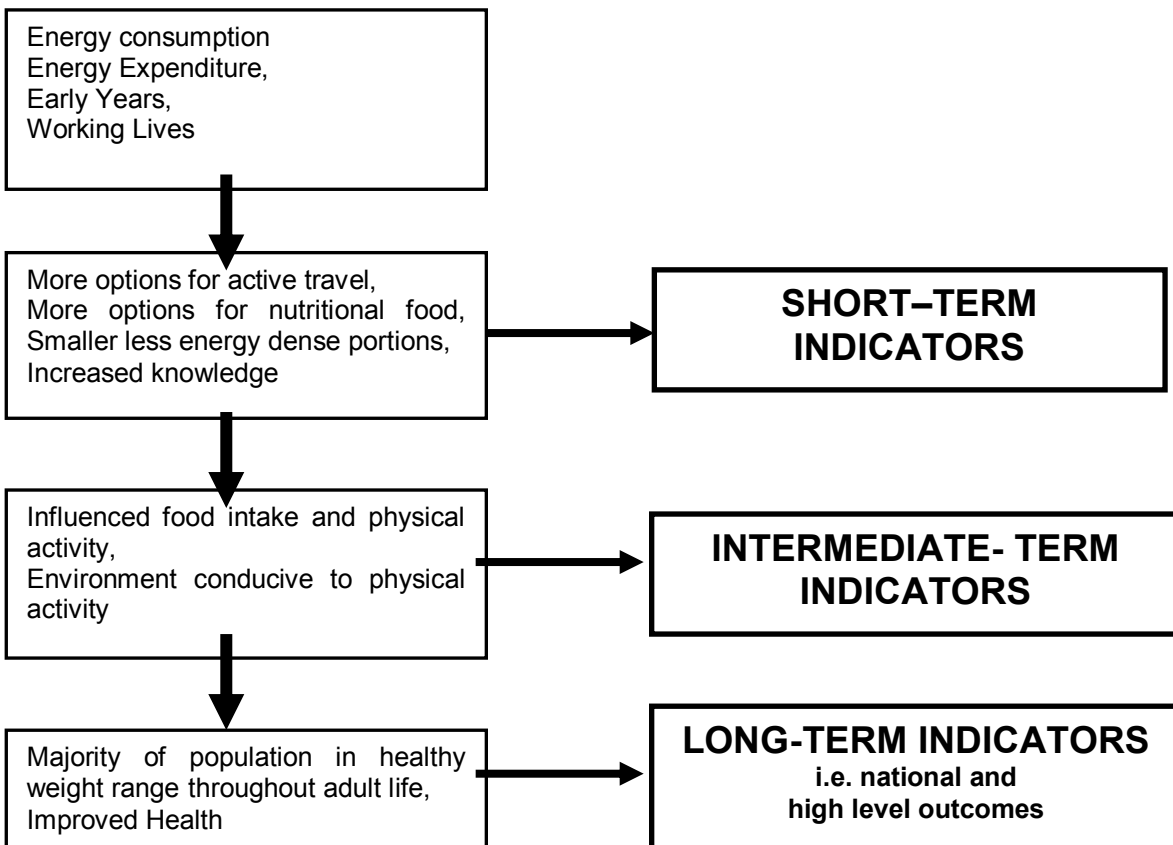 Energy consumption
Energy Expenditure,
Early Years,
Working Lives
More options for active travel,
More options for nutritional food,
Smaller less energy dense portions,
Increased knowledge
SHORT–TERM
INDICATORS
Influenced food intake and physical
activity,
Environment conducive to physical
activity
INTERMEDIATE- TERM
INDICATORS
Majority of population in healthy
weight range throughout adult life,
Improved Health
LONG-TERM INDICATORS
i.e. national and
high level outcomes